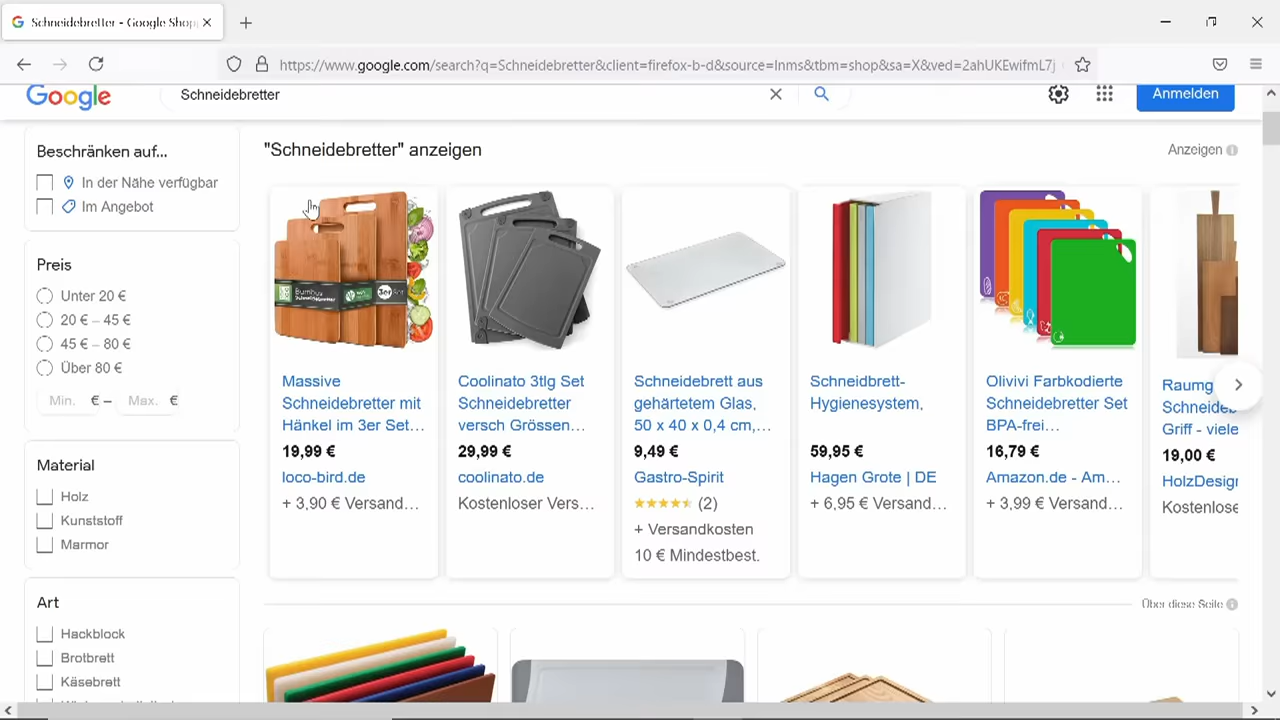 Schneidebretter - Google Shopp
https://www.google.com/search?q=Schneidebretter&client=firefox-b-d&source=lnms&tbm=shop&sa=X&ved=2ahUKEwifmL7j
Google
Schneidebretter
Anmelden
Beschränken auf...
In der Nähe verfügbar
Im Angebot
Preis
Unter 20 €
20 € – 45 €
45 € – 80 €
Über 80 €
Min. € – Max. €
Material
Holz
Kunststoff
Marmor
Art
Hackblock
Brotbrett
Käsebrett
"Schneidebretter" anzeigen
Anzeigen
Massive
Schneidebretter mit
Hänkel im 3er Set...
19,99 €
loco-bird.de
+ 3,90 € Versand...
Coolinato 3tlg Set
Schneidebretter
versch Grössen...
29,99 €
coolinato.de
Kostenloser Vers...
Schneidebrett aus
gehärtetem Glas,
50 x 40 x 0,4 cm,...
9,49 €
Gastro-Spirit
(2)
+ Versandkosten
10 € Mindestbest.
Schneidbrett-
Hygienesystem,
59,95 €
Hagen Grote | DE
+ 6,95 € Versand...
Olivivi Farbkodierte
Schneidebretter Set
BPA-frei...
16,79 €
Amazon.de - Am...
+ 3,99 € Versand...
Raumg
Schneideb
Griff - viele
19,00 €
HolzDesign
Kostenlose
Über diese Seite